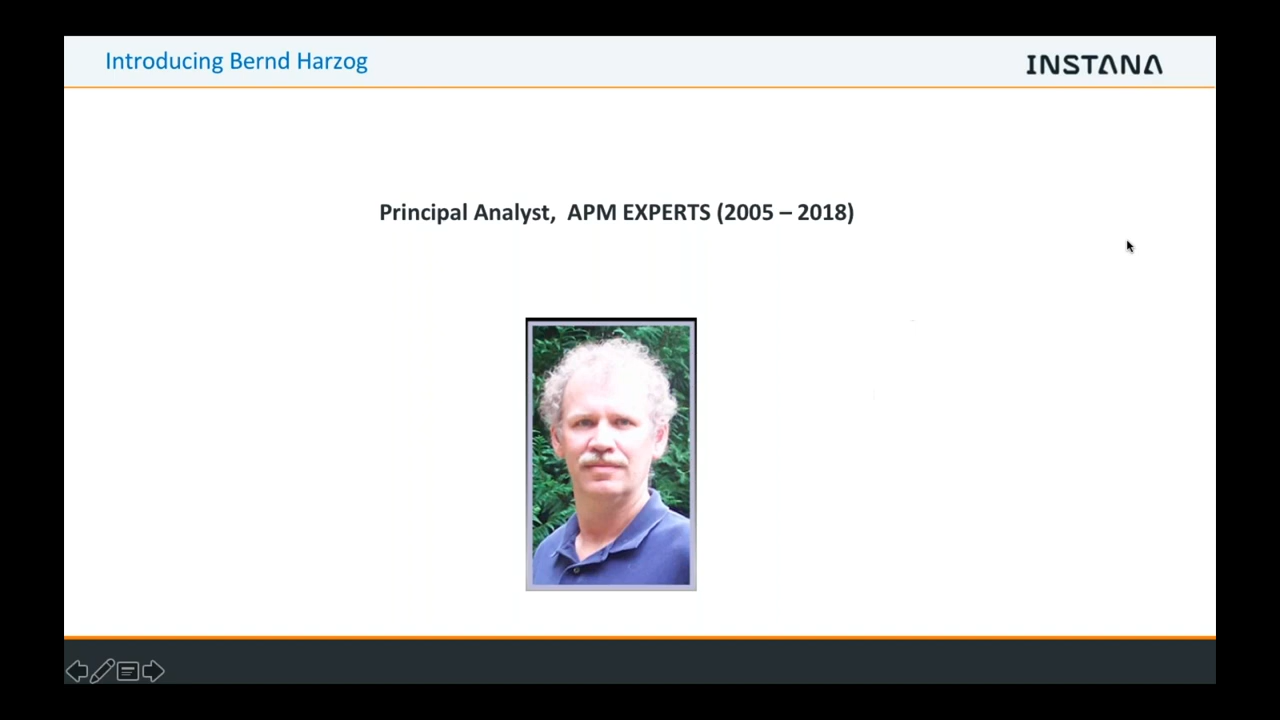 Introducing Bernd Harzog
INSTANA
Principal Analyst,  APM EXPERTS (2005 – 2018)